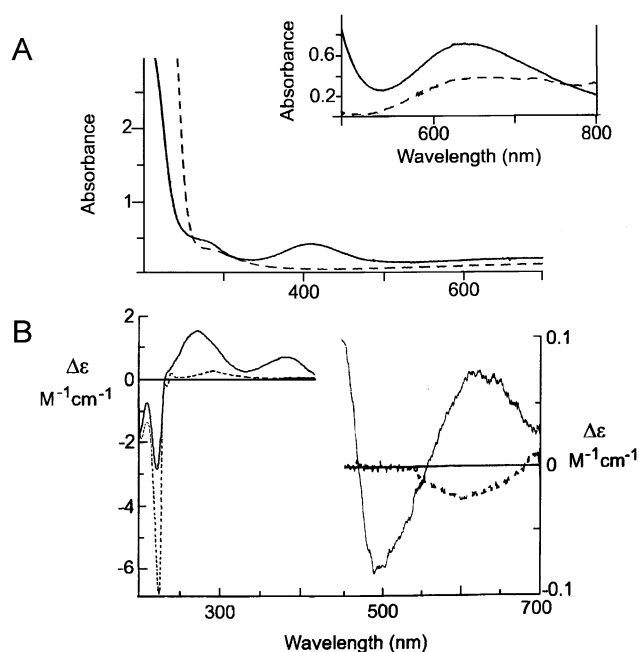 A
Absorbance
2
1
400
600
Absorbance
0.6
0.2
600
800
Wavelength (nm)
B
Δε
M⁻¹cm⁻¹
2
0
-2
-4
-6
300
500
700
0.1
0
-0.1
Δε
M⁻¹cm⁻¹
Wavelength (nm)